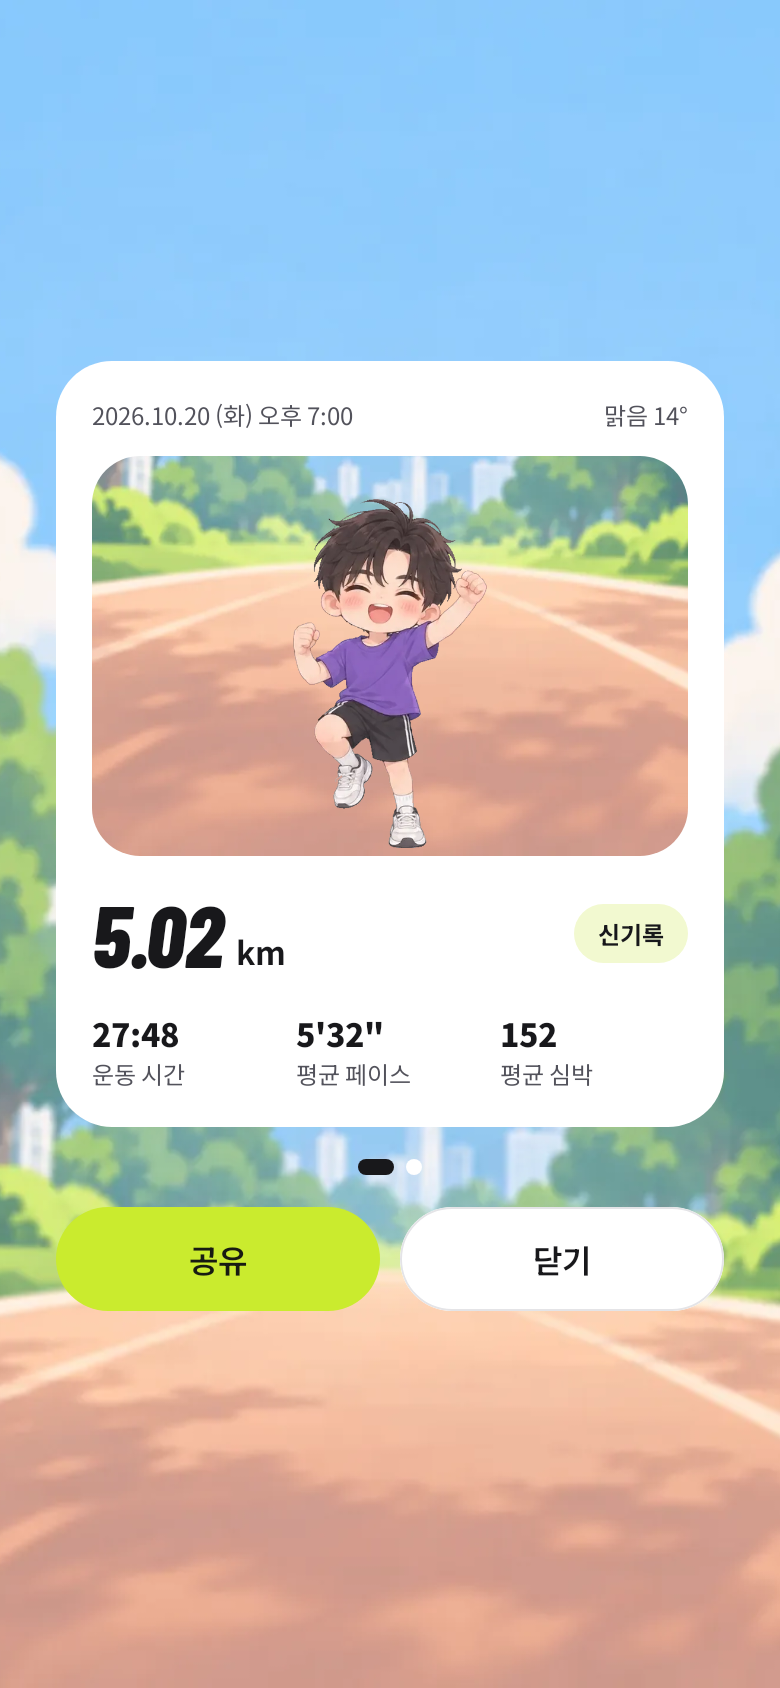 2026.10.20 (화) 오후 7:00 맑음 14°
5.02 km 신기록
27:48 5'32" 152
운동 시간 평균 페이스 평균 심박
공유 닫기